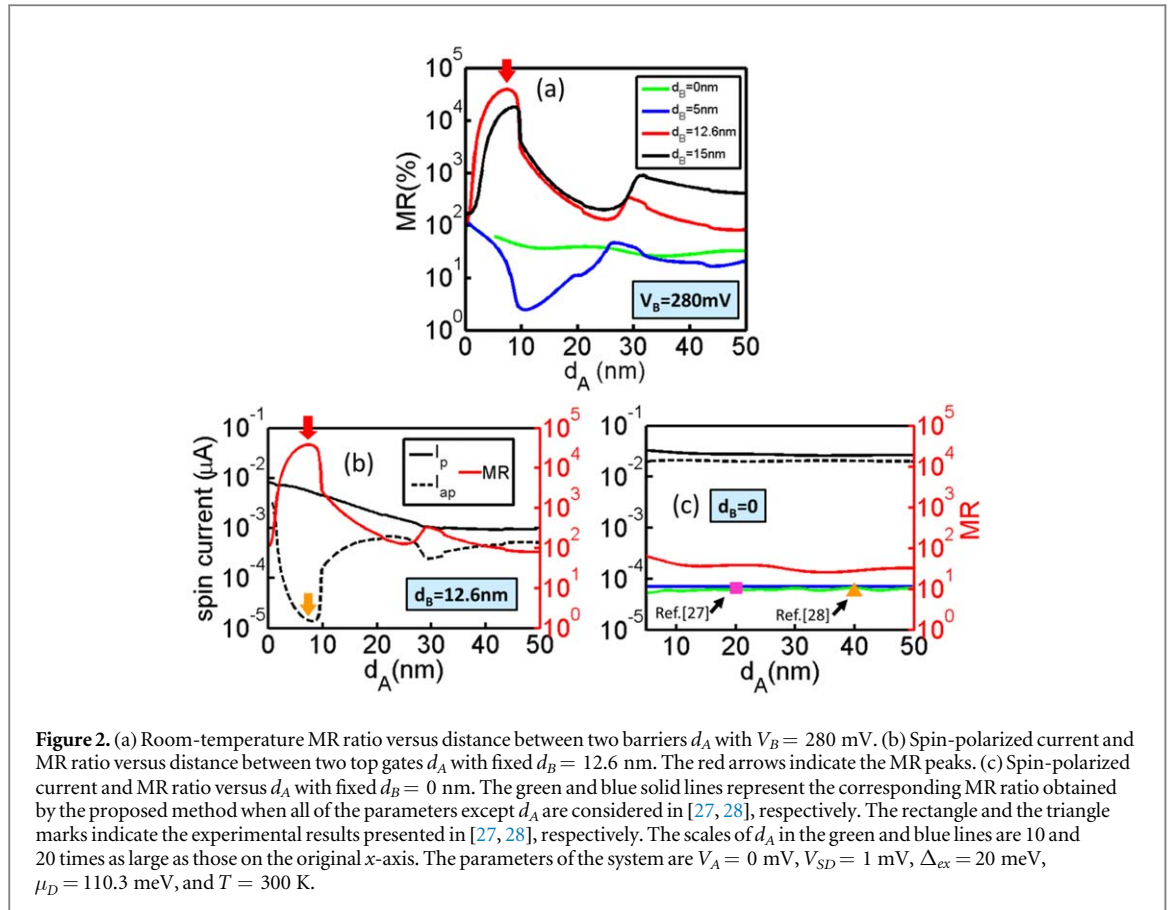 10^5
10^4
10^3
10^2
10^1
10^0
MR(%)
(a)
d_B=0nm
d_B=5nm
d_B=12.6nm
d_B=15nm
V_B=280mV
0 10 20 30 40 50
d_A (nm)
10^-1
10^-2
10^-3
10^-4
10^-5
spin current (μA)
(b)
I_p
I_ap
MR
d_B=12.6nm
10^5
10^4
10^3
10^2
10^1
10^0
0 10 20 30 40 50
d_A(nm)
10^-1
10^-2
10^-3
10^-4
10^-5
(c)
d_B=0
Ref.[27]
Ref.[28]
10^5
10^4
10^3
10^2
10^1
10^0
MR
10 20 30 40 50
d_A(nm)
Figure 2. (a) Room-temperature MR ratio versus distance between two barriers d_A with V_B = 280 mV. (b) Spin-polarized current and
MR ratio versus distance between two top gates d_A with fixed d_B = 12.6 nm. The red arrows indicate the MR peaks. (c) Spin-polarized
current and MR ratio versus d_A with fixed d_B = 0 nm. The green and blue solid lines represent the corresponding MR ratio obtained
by the proposed method when all of the parameters except d_A are considered in [27, 28], respectively. The rectangle and the triangle
marks indicate the experimental results presented in [27, 28], respectively. The scales of d_A in the green and blue lines are 10 and
20 times as large as those on the original x-axis. The parameters of the system are V_A = 0 mV, V_SD = 1 mV, Δ_ex = 20 meV,
μ_D = 110.3 meV, and T = 300 K.